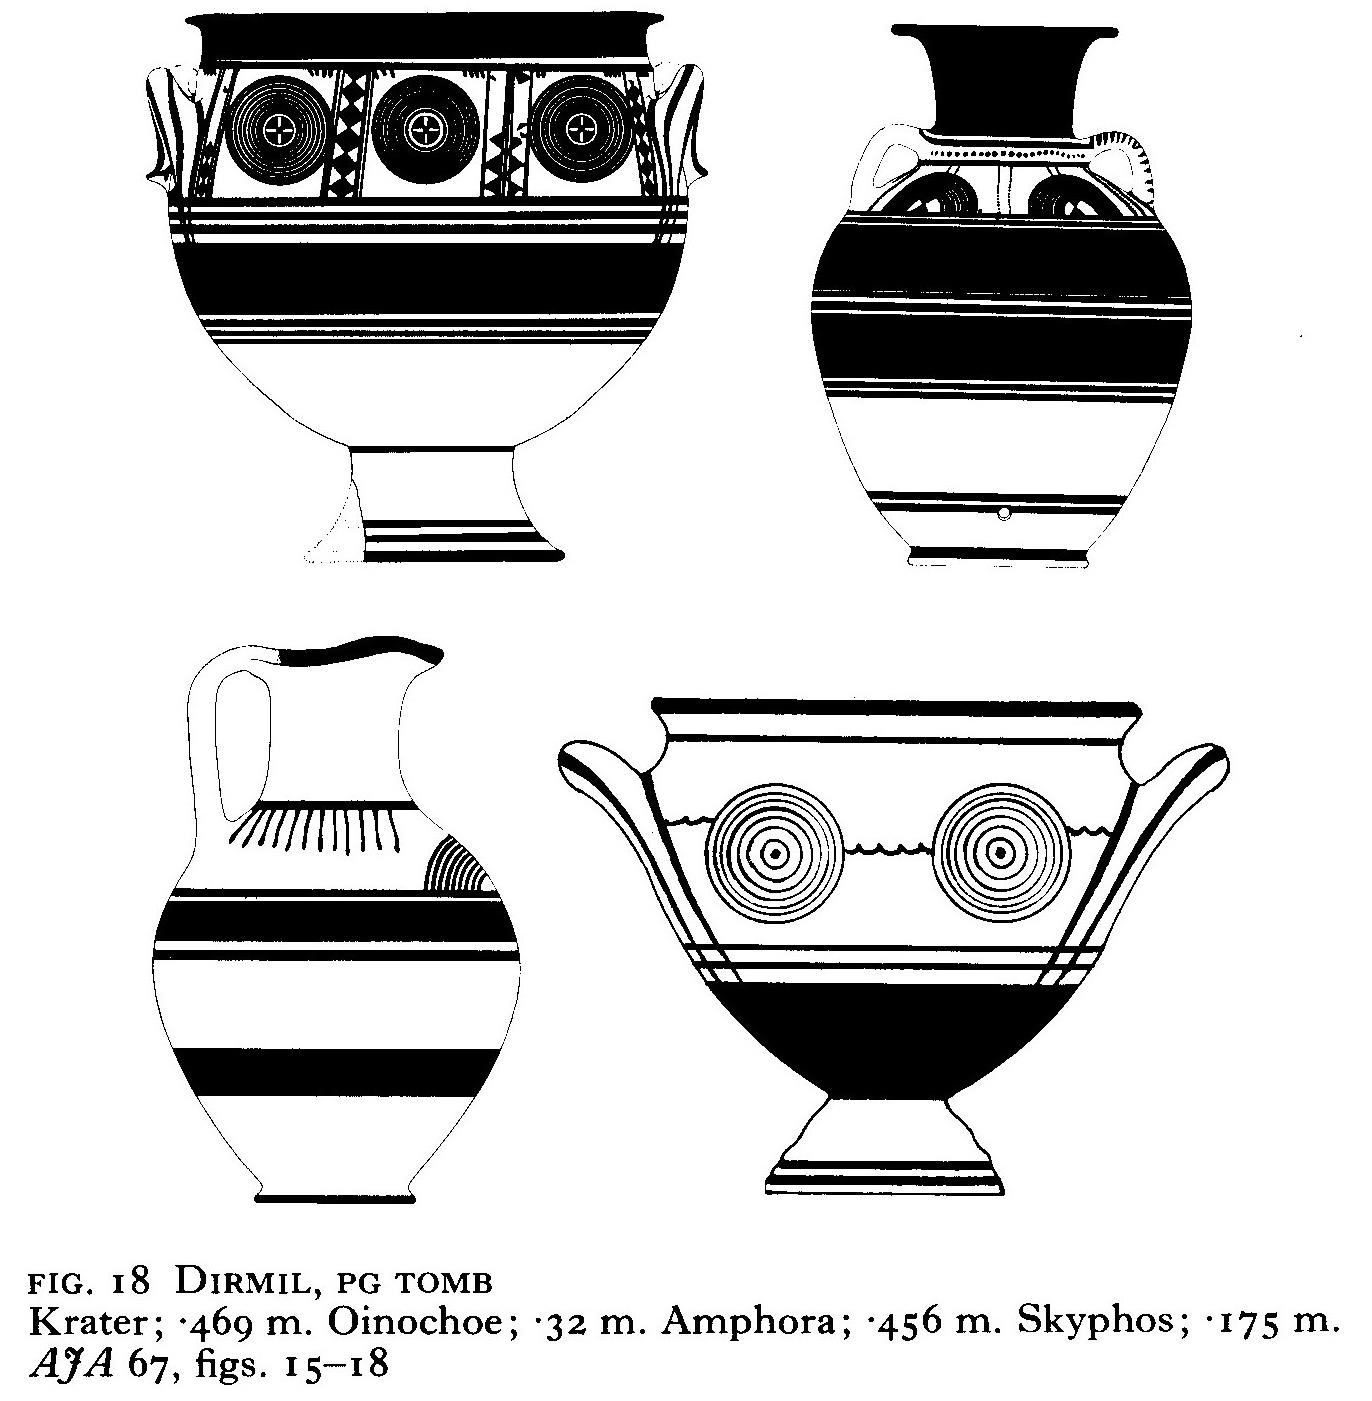 FIG. 18 DIRMIL, PG TOMB
Krater; ·469 m. Oinochoe; ·32 m. Amphora; ·456 m. Skyphos; ·175 m.
AJA 67, figs. 15–18